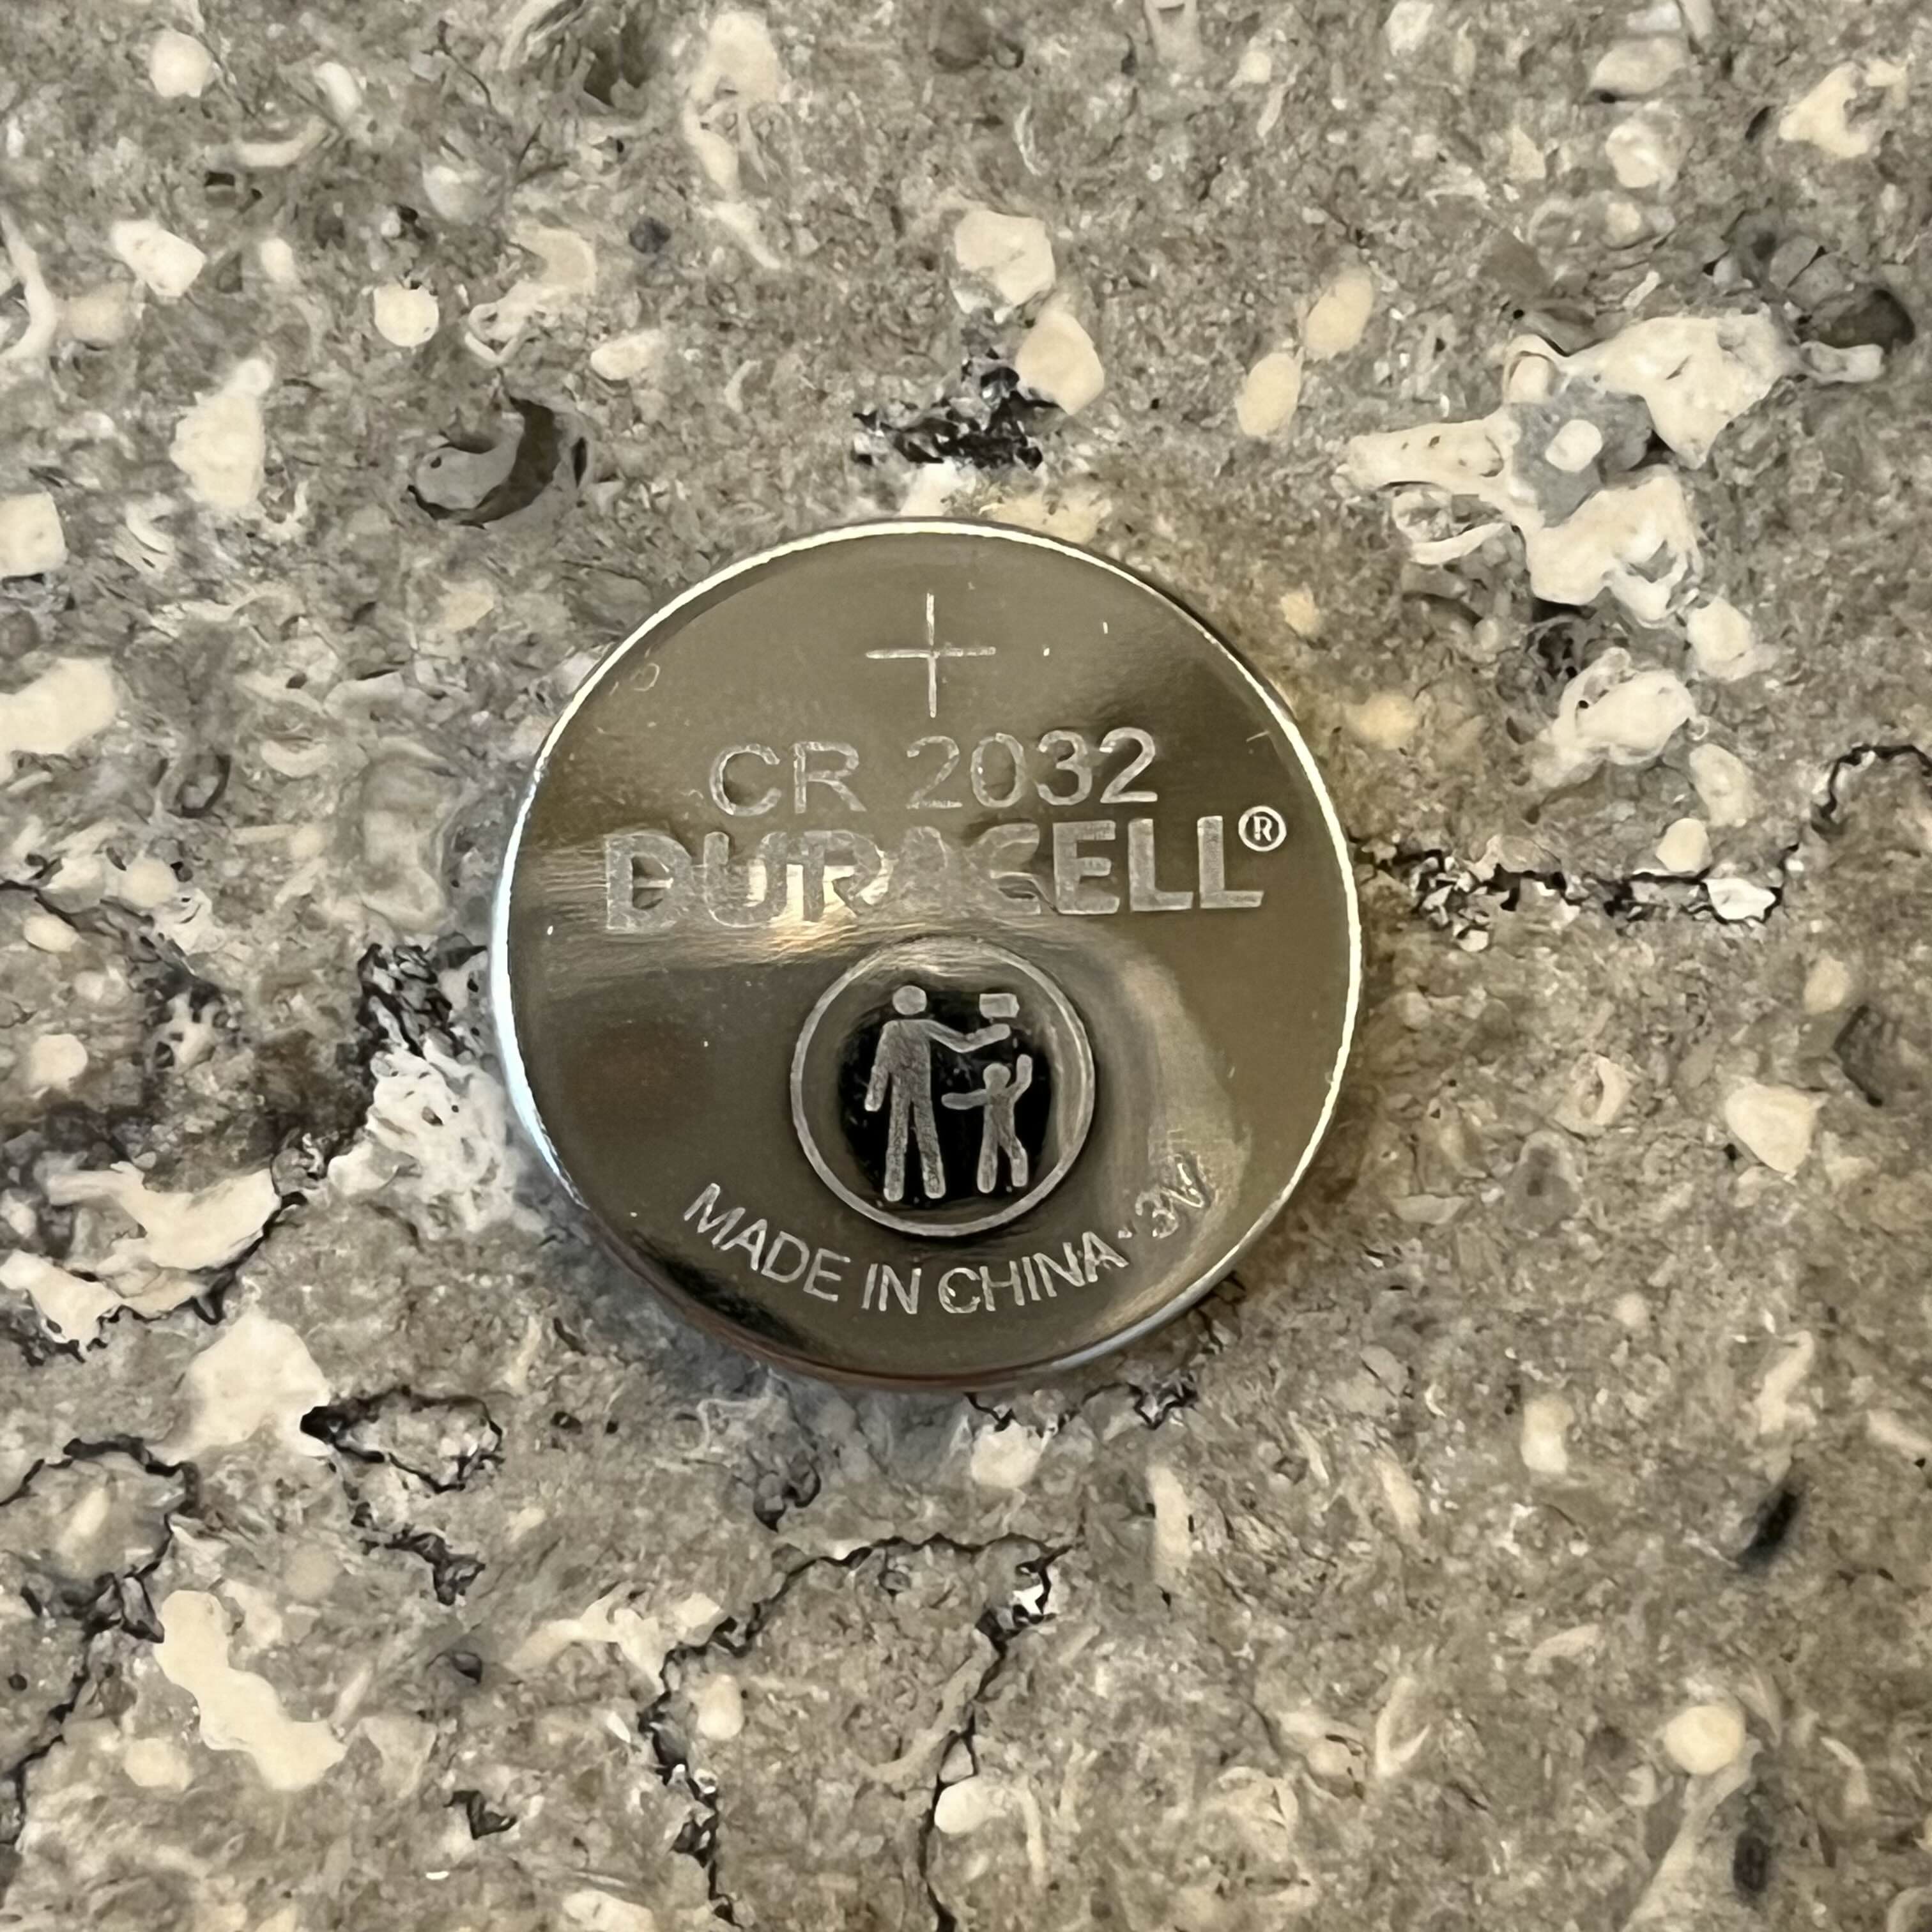 +
CR 2032
DURACELL®
MADE IN CHINA · 3V